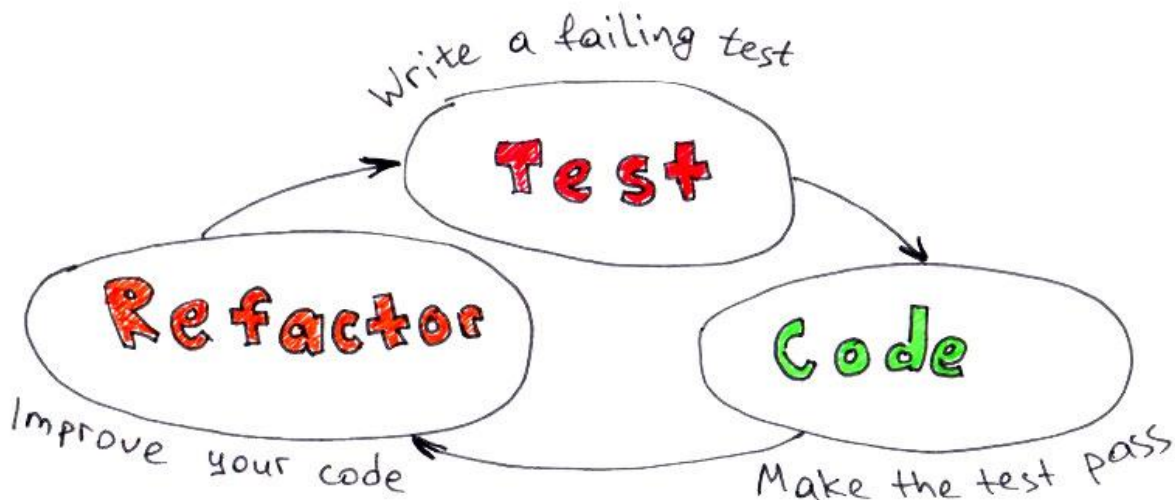 Write a failing test
Test
Refactor
Code
Improve your code
Make the test pass